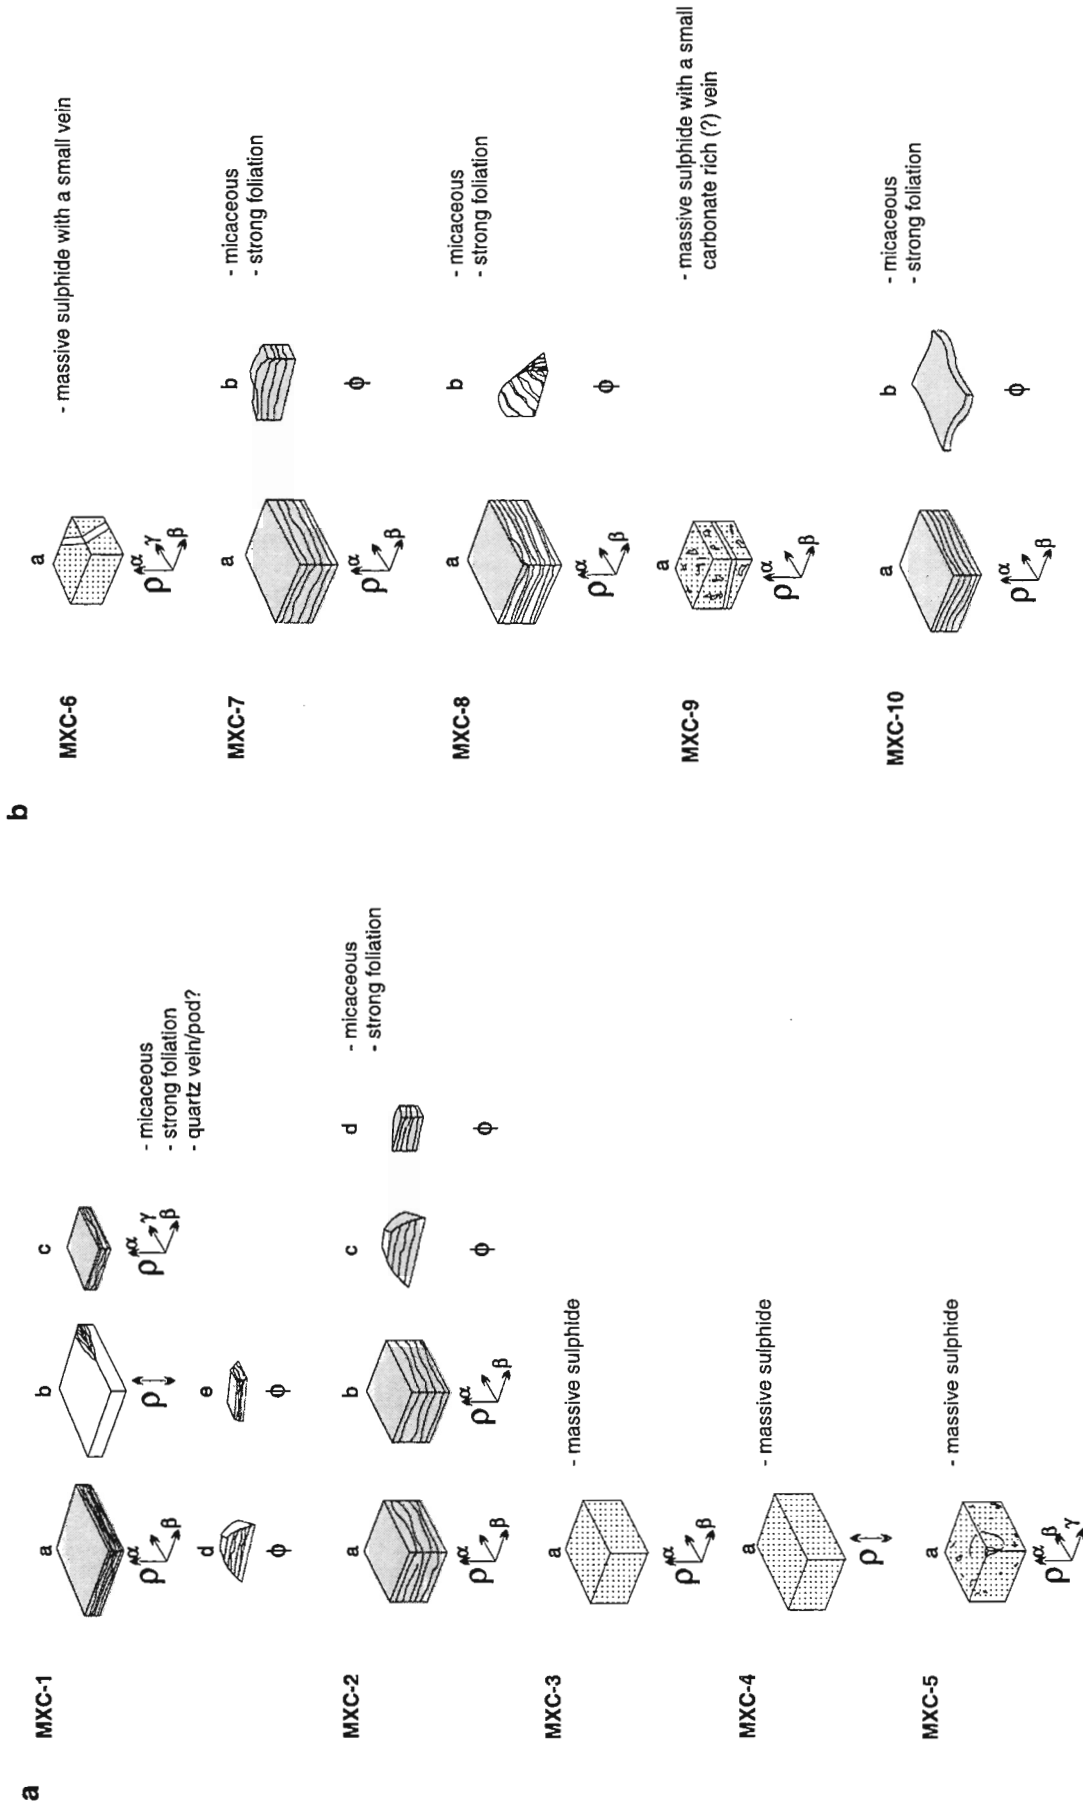 a
MXC-1
a
b
c
ρ α β
ρ
ρ α γ β
- micaceous
- strong foliation
- quartz vein/pod?
d
e
ϕ
ϕ
MXC-2
a
b
c
d
ρ α β
ρ α β
ϕ
ϕ
- micaceous
- strong foliation
MXC-3
a
ρ α β
- massive sulphide
MXC-4
a
ρ
- massive sulphide
MXC-5
a
ρ α β γ
- massive sulphide
b
MXC-6
a
ρ α γ β
- massive sulphide with a small vein
MXC-7
a
b
ρ α β
ϕ
- micaceous
- strong foliation
MXC-8
a
b
ρ α β
ϕ
- micaceous
- strong foliation
MXC-9
a
ρ α β
- massive sulphide with a small
carbonate rich (?) vein
MXC-10
a
b
ρ α β
ϕ
- micaceous
- strong foliation